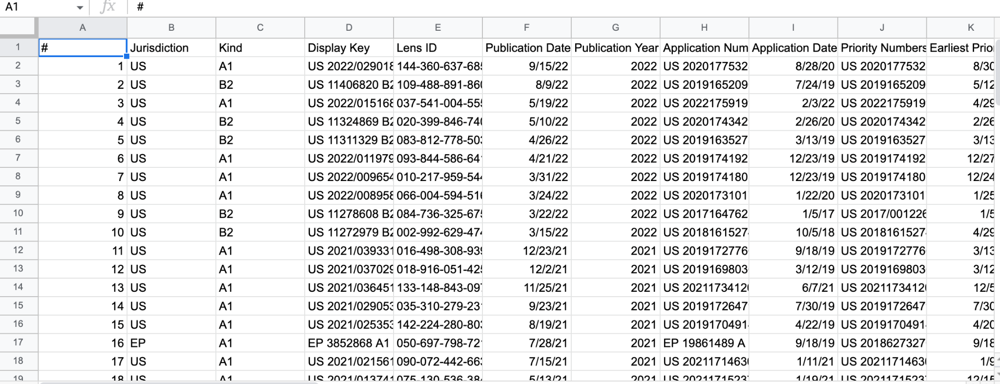 A1 fx #
A B C D E F G H I J K
1 # Jurisdiction Kind Display Key Lens ID Publication Date Publication Year Application Num Application Date Priority Numbers Earliest Prior
2 1 US A1 US 2022/029018 144-360-637-685 9/15/22 2022 US 2020177532 8/28/20 US 2020177532 8/30
3 2 US B2 US 11406820 B2 109-488-891-860 8/9/22 2022 US 2019165209 7/24/19 US 2019165209 5/12
4 3 US A1 US 2022/015168 037-541-004-555 5/19/22 2022 US 2022175919 2/3/22 US 2022175919 4/29
5 4 US B2 US 11324869 B2 020-399-846-740 5/10/22 2022 US 2020174342 2/26/20 US 2020174342 2/26
6 5 US B2 US 11311329 B2 083-812-778-503 4/26/22 2022 US 2019163527 3/13/19 US 2019163527 3/13
7 6 US A1 US 2022/011979 093-844-586-641 4/21/22 2022 US 2019174192 12/23/19 US 2019174192 12/27
8 7 US A1 US 2022/009654 010-217-959-544 3/31/22 2022 US 2019174180 12/23/19 US 2019174180 12/24
9 8 US A1 US 2022/008958 066-004-594-516 3/24/22 2022 US 2020173101 1/22/20 US 2020173101 1/25
10 9 US B2 US 11278608 B2 084-736-325-675 3/22/22 2022 US 2017164762 1/5/17 US 2017/001226 1/5
11 10 US B2 US 11272979 B2 002-992-629-474 3/15/22 2022 US 2018161527 10/5/18 US 2018161527 4/29
12 11 US A1 US 2021/039331 016-498-308-939 12/23/21 2021 US 2019172776 9/18/19 US 2019172776 3/13
13 12 US A1 US 2021/037029 018-916-051-425 12/2/21 2021 US 2019169803 3/12/19 US 2019169803 3/12
14 13 US A1 US 2021/036451 133-148-843-097 11/25/21 2021 US 2021173412 6/7/21 US 2021173412 12/5
15 14 US A1 US 2021/029053 035-310-279-231 9/23/21 2021 US 2019172647 7/30/19 US 2019172647 7/30
16 15 US A1 US 2021/025353 142-224-280-803 8/19/21 2021 US 2019170491 4/22/19 US 2019170491 4/20
17 16 EP A1 EP 3852868 A1 050-697-798-721 7/28/21 2021 EP 19861489 A 9/18/19 US 2018627327 9/18
18 17 US A1 US 2021/021561 090-072-442-663 7/15/21 2021 US 2021171463 1/11/21 US 2021171463 1/9
19 18 US A1 US 2021/013741 075-130-536-384 5/13/21 2021 US 2021171523 1/19/21 US 2021171523 12/15